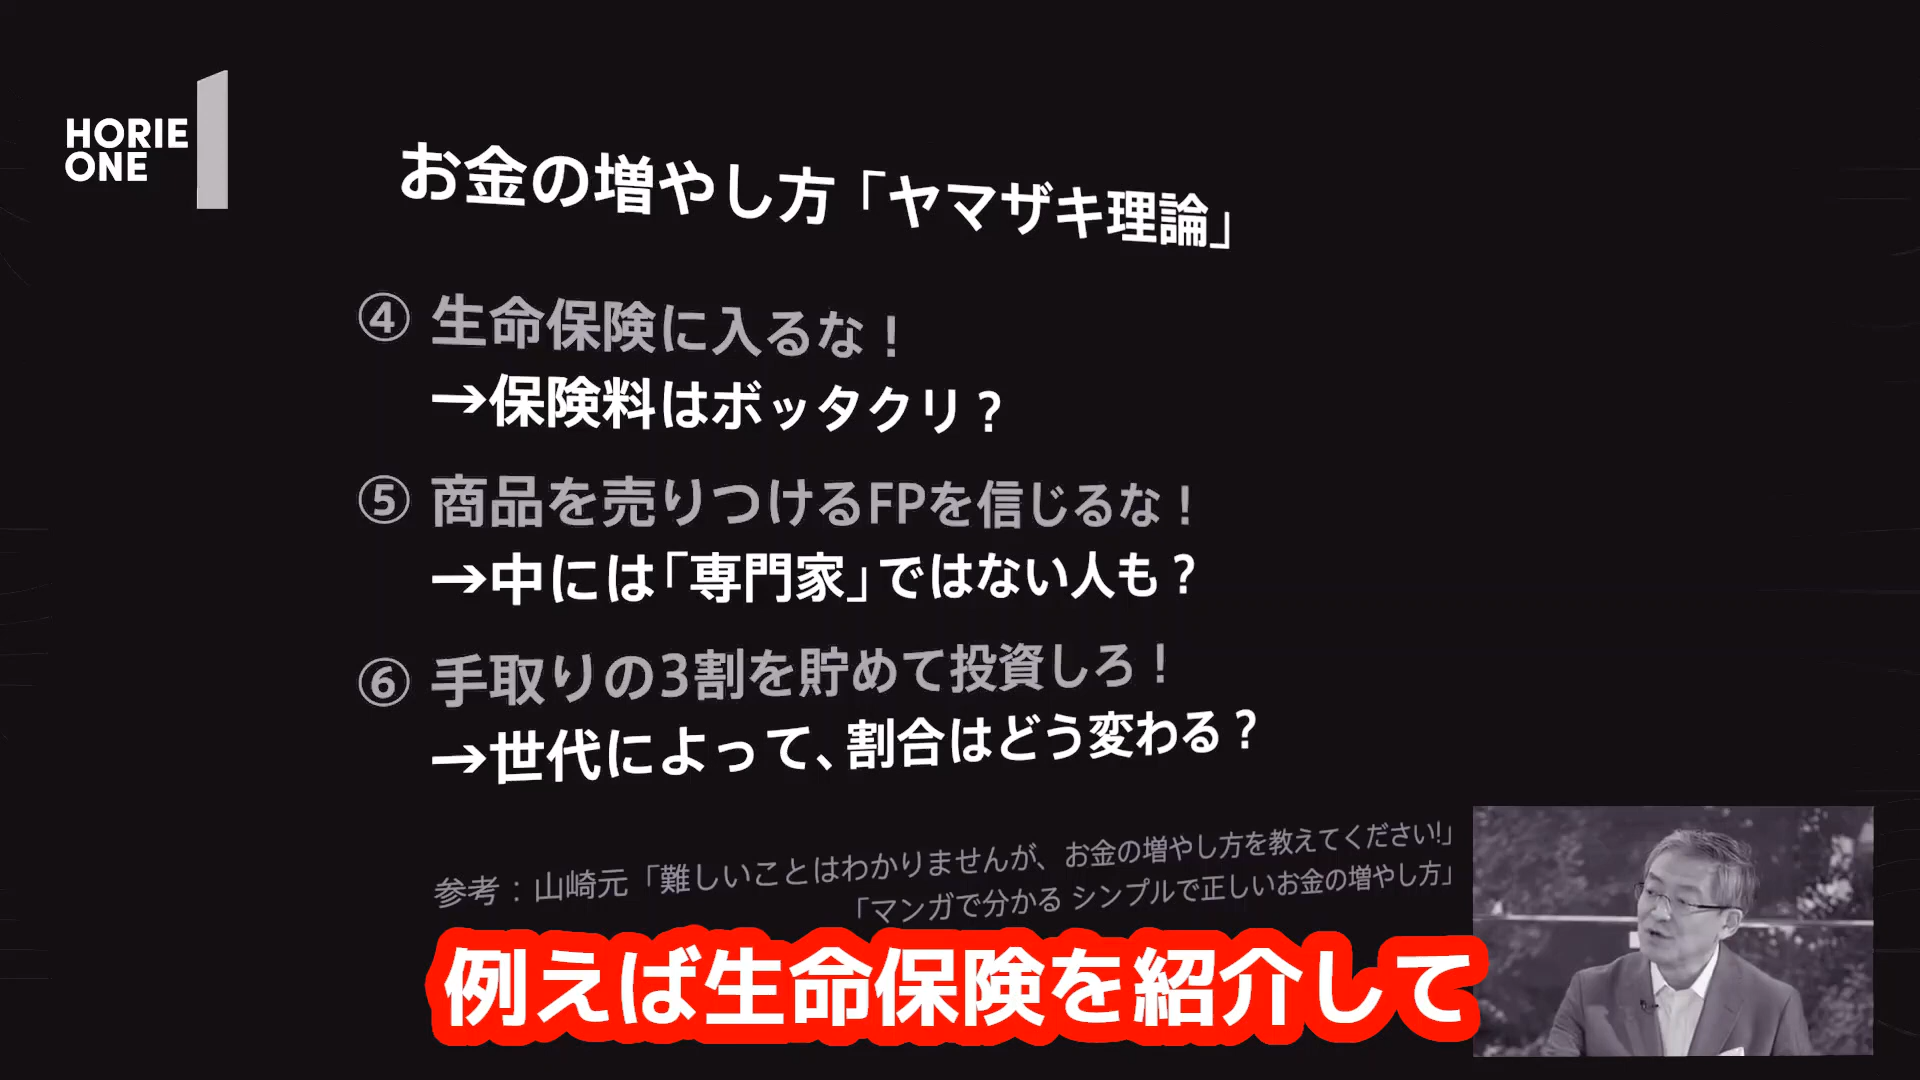 HORIE
ONE
1
お金の増やし方「ヤマザキ理論」
④ 生命保険に入るな！
→保険料はボッタクリ？
⑤ 商品を売りつけるFPを信じるな！
→中には「専門家」ではない人も？
⑥ 手取りの3割を貯めて投資しろ！
→世代によって、割合はどう変わる？
参考：山崎元「難しいことはわかりませんが、お金の増やし方を教えてください!」
「マンガで分かる シンプルで正しいお金の増やし方」
例えば生命保険を紹介して